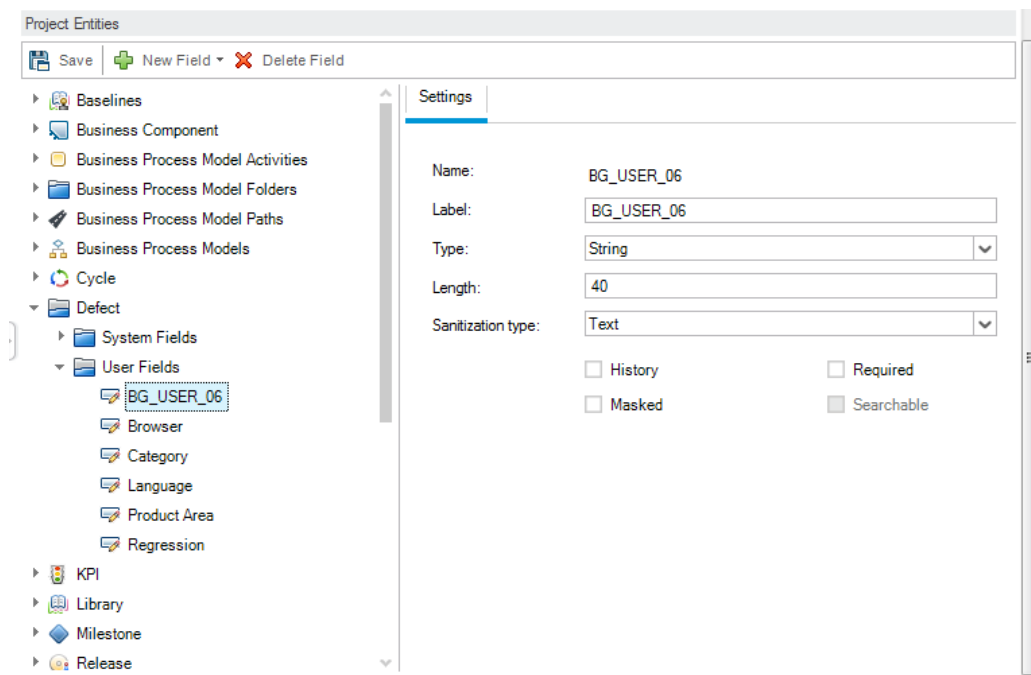 Project Entities
Save New Field Delete Field
Baselines
Business Component
Business Process Model Activities
Business Process Model Folders
Business Process Model Paths
Business Process Models
Cycle
Defect
System Fields
User Fields
BG_USER_06
Browser
Category
Language
Product Area
Regression
KPI
Library
Milestone
Release
Settings
Name: BG_USER_06
Label: BG_USER_06
Type: String
Length: 40
Sanitization type: Text
History Required
Masked Searchable